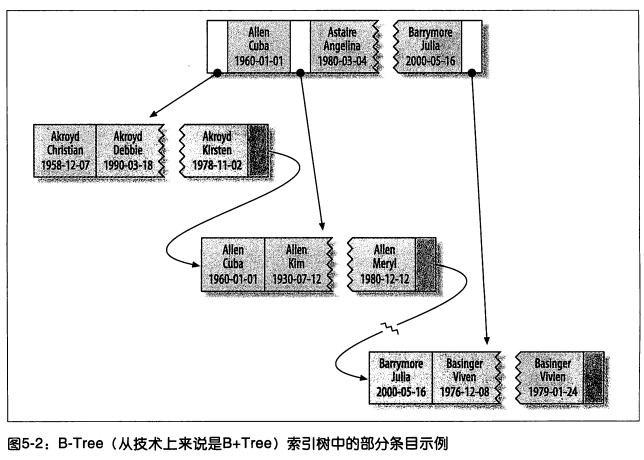 Allen
Cuba
1960-01-01
Astaire
Angelina
1980-03-04
Barrymore
Julia
2000-05-16
Akroyd
Christian
1958-12-07
Akroyd
Debbie
1990-03-18
Akroyd
Kirsten
1978-11-02
Allen
Cuba
1960-01-01
Allen
Kim
1930-07-12
Allen
Meryl
1980-12-12
Barrymore
Julia
2000-05-16
Basinger
Viven
1976-12-08
Basinger
Vivien
1979-01-24
图5-2：B-Tree（从技术上来说是B+Tree）索引树中的部分条目示例